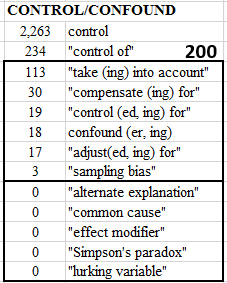 CONTROL/CONFOUND
2,263 control
234 "control of" 200
113 "take (ing) into account"
30 "compensate (ing) for"
19 "control (ed, ing) for"
18 confound (er, ing)
17 "adjust(ed, ing) for"
3 "sampling bias"
0 "alternate explanation"
0 "common cause"
0 "effect modifier"
0 "Simpson's paradox"
0 "lurking variable"